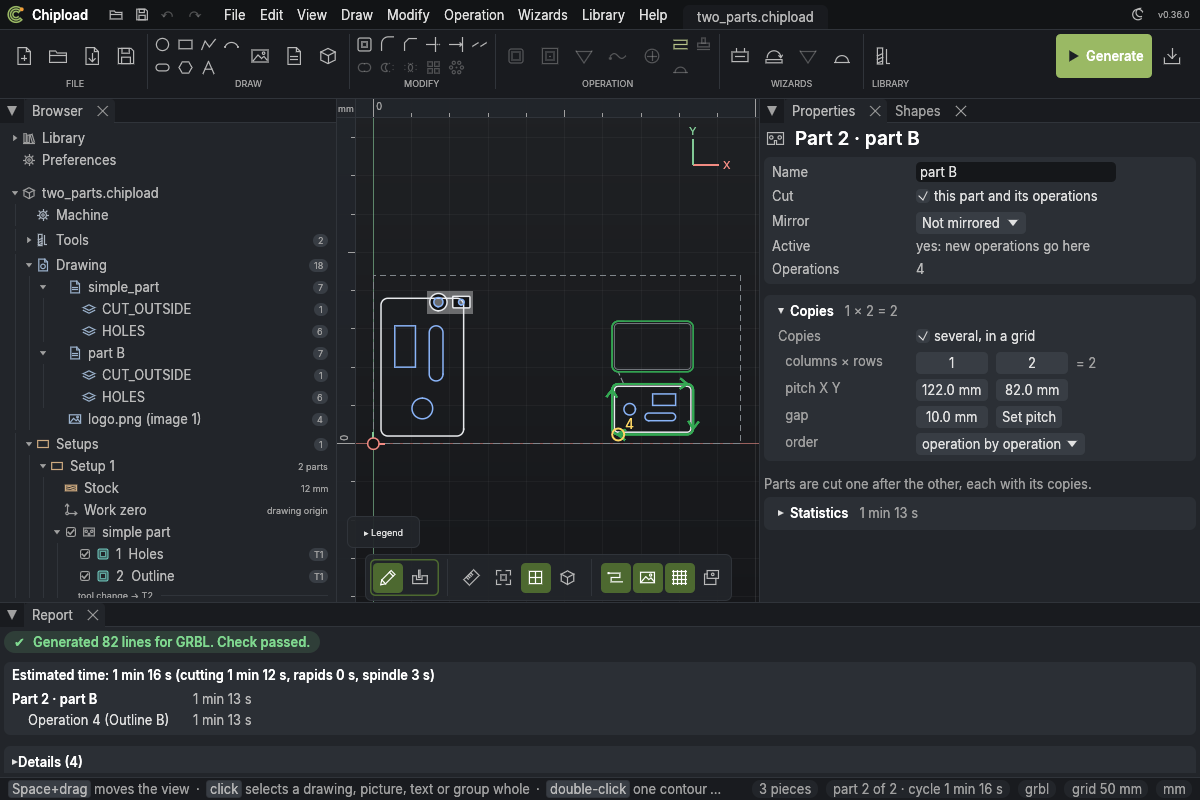 Chipload File Edit View Draw Modify Operation Wizards Library Help two_parts.chipload v0.36.0
FILE DRAW MODIFY OPERATION WIZARDS LIBRARY
Generate
Browser
Library
Preferences
two_parts.chipload
Machine
Tools 2
Drawing 18
simple_part 7
CUT_OUTSIDE 1
HOLES 6
part B 7
CUT_OUTSIDE 1
HOLES 6
logo.png (image 1) 4
Setups 1
Setup 1 2 parts
Stock 12 mm
Work zero drawing origin
simple part
1 Holes T1
2 Outline T1
tool change → T2
mm 0
Y
X
4
0
Legend
Properties Shapes
Part 2 · part B
Name part B
Cut this part and its operations
Mirror Not mirrored
Active yes: new operations go here
Operations 4
Copies 1 × 2 = 2
Copies several, in a grid
columns × rows 1 2 = 2
pitch X Y 122.0 mm 82.0 mm
gap 10.0 mm Set pitch
order operation by operation
Parts are cut one after the other, each with its copies.
Statistics 1 min 13 s
Report
✔ Generated 82 lines for GRBL. Check passed.
Estimated time: 1 min 16 s (cutting 1 min 12 s, rapids 0 s, spindle 3 s)
Part 2 · part B 1 min 13 s
Operation 4 (Outline B) 1 min 13 s
Details (4)
Space+drag moves the view · click selects a drawing, picture, text or group whole · double-click one contour ... 3 pieces part 2 of 2 · cycle 1 min 16 s grbl grid 50 mm mm